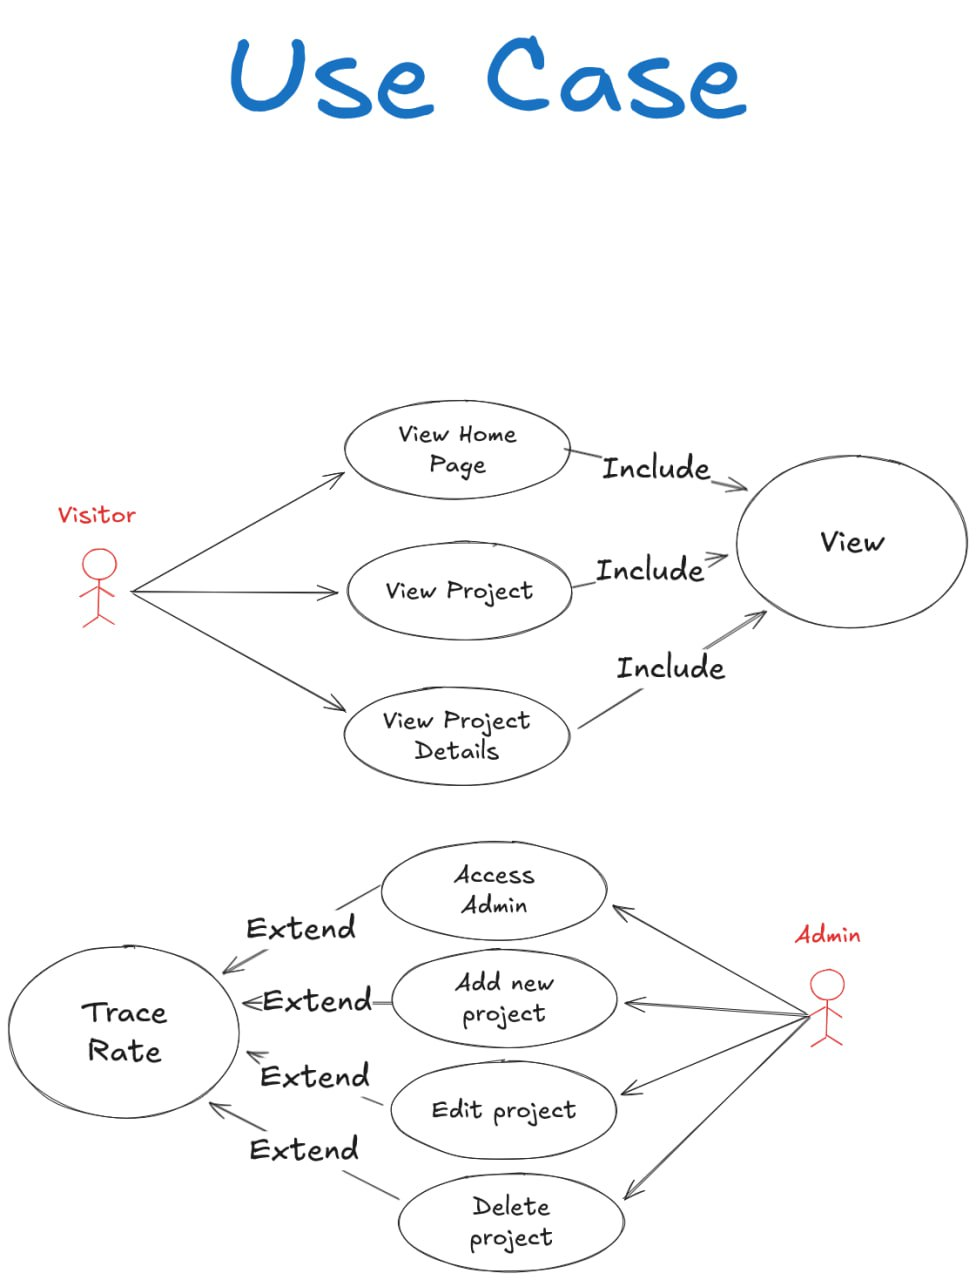 Use Case
View Home
Page
Include
Visitor
View
View Project
Include
Include
View Project
Details
Access
Admin
Extend
Admin
Add new
project
Extend
Trace
Rate
Extend
Edit project
Extend
Delete
project